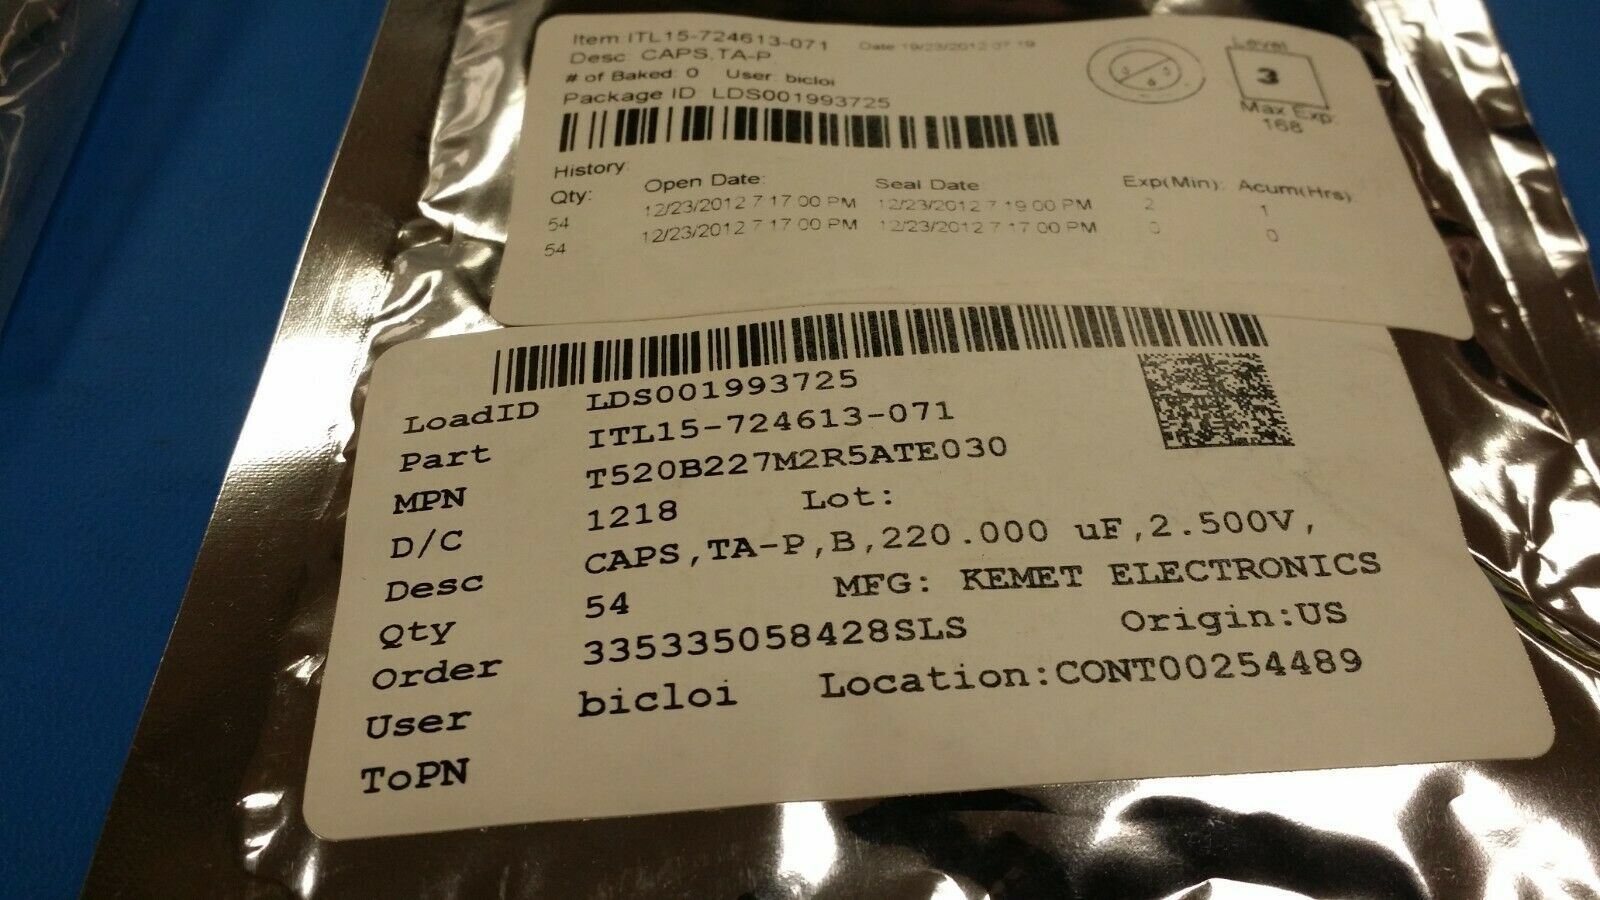 Item: ITL15-724613-071 Date 19/23/2012 07:19
Desc: CAPS,TA-P
# of Baked: 0 User: bicloi
Package ID LDS001993725
Level
3
Max Exp:
168
History:
Qty: Open Date: Seal Date Exp(Min): Acum(Hrs)
54 12/23/2012 7 17:00 PM 12/23/2012 7 19:00 PM 2 1
54 12/23/2012 7 17:00 PM 12/23/2012 7 17:00 PM 0 0
LoadID LDS001993725
Part ITL15-724613-071
MPN T520B227M2R5ATE030
D/C 1218 Lot:
Desc CAPS,TA-P,B,220.000 uF,2.500V,
Qty 54 MFG: KEMET ELECTRONICS
Order 335335058428SLS Origin:US
User bicloi Location:CONT00254489
ToPN